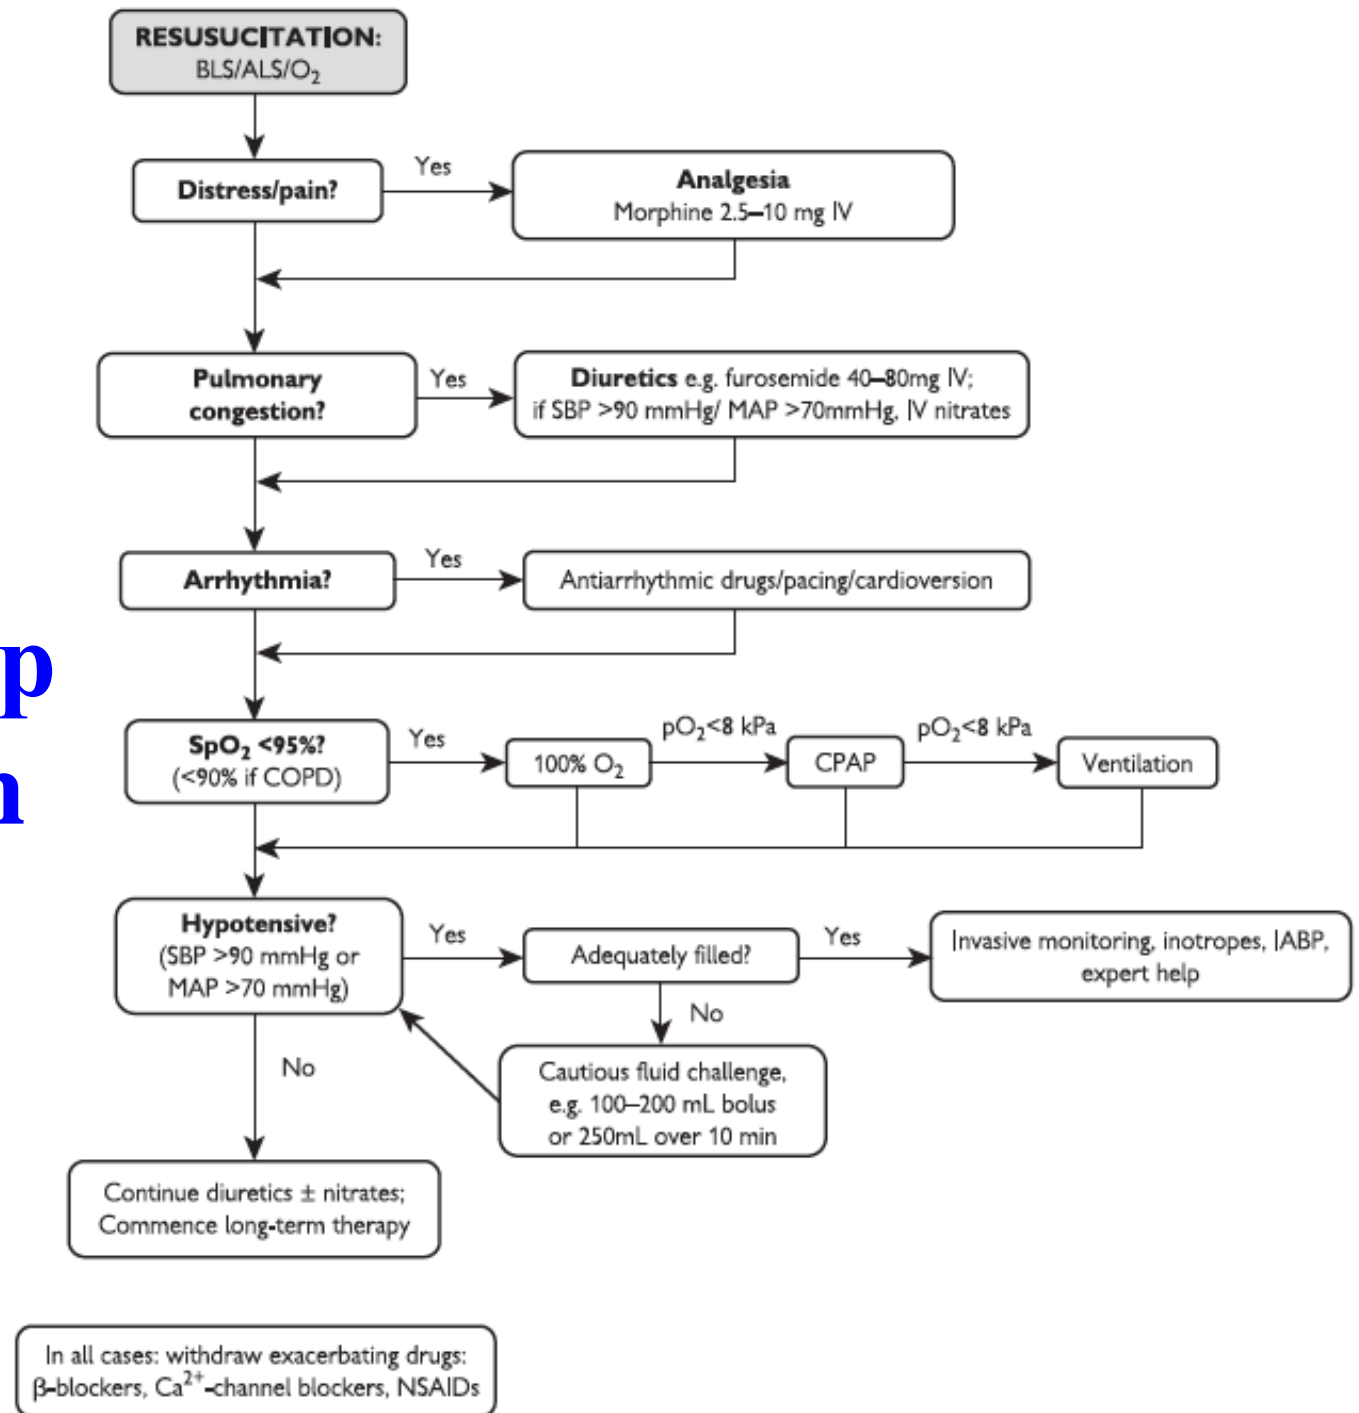 RESUSUCITATION:
BLS/ALS/O₂
Distress/pain?
Yes
Analgesia
Morphine 2.5–10 mg IV
Pulmonary
congestion?
Yes
Diuretics e.g. furosemide 40–80mg IV;
if SBP >90 mmHg/ MAP >70mmHg, IV nitrates
Arrhythmia?
Yes
Antiarrhythmic drugs/pacing/cardioversion
p
SpO₂ <95%?
(<90% if COPD)
Yes
100% O₂
pO₂<8 kPa
CPAP
pO₂<8 kPa
Ventilation
Hypotensive?
(SBP >90 mmHg or
MAP >70 mmHg)
Yes
Adequately filled?
Yes
Invasive monitoring, inotropes, IABP,
expert help
No
Cautious fluid challenge,
e.g. 100–200 mL bolus
or 250mL over 10 min
No
Continue diuretics ± nitrates;
Commence long-term therapy
In all cases: withdraw exacerbating drugs:
β-blockers, Ca²⁺-channel blockers, NSAIDs